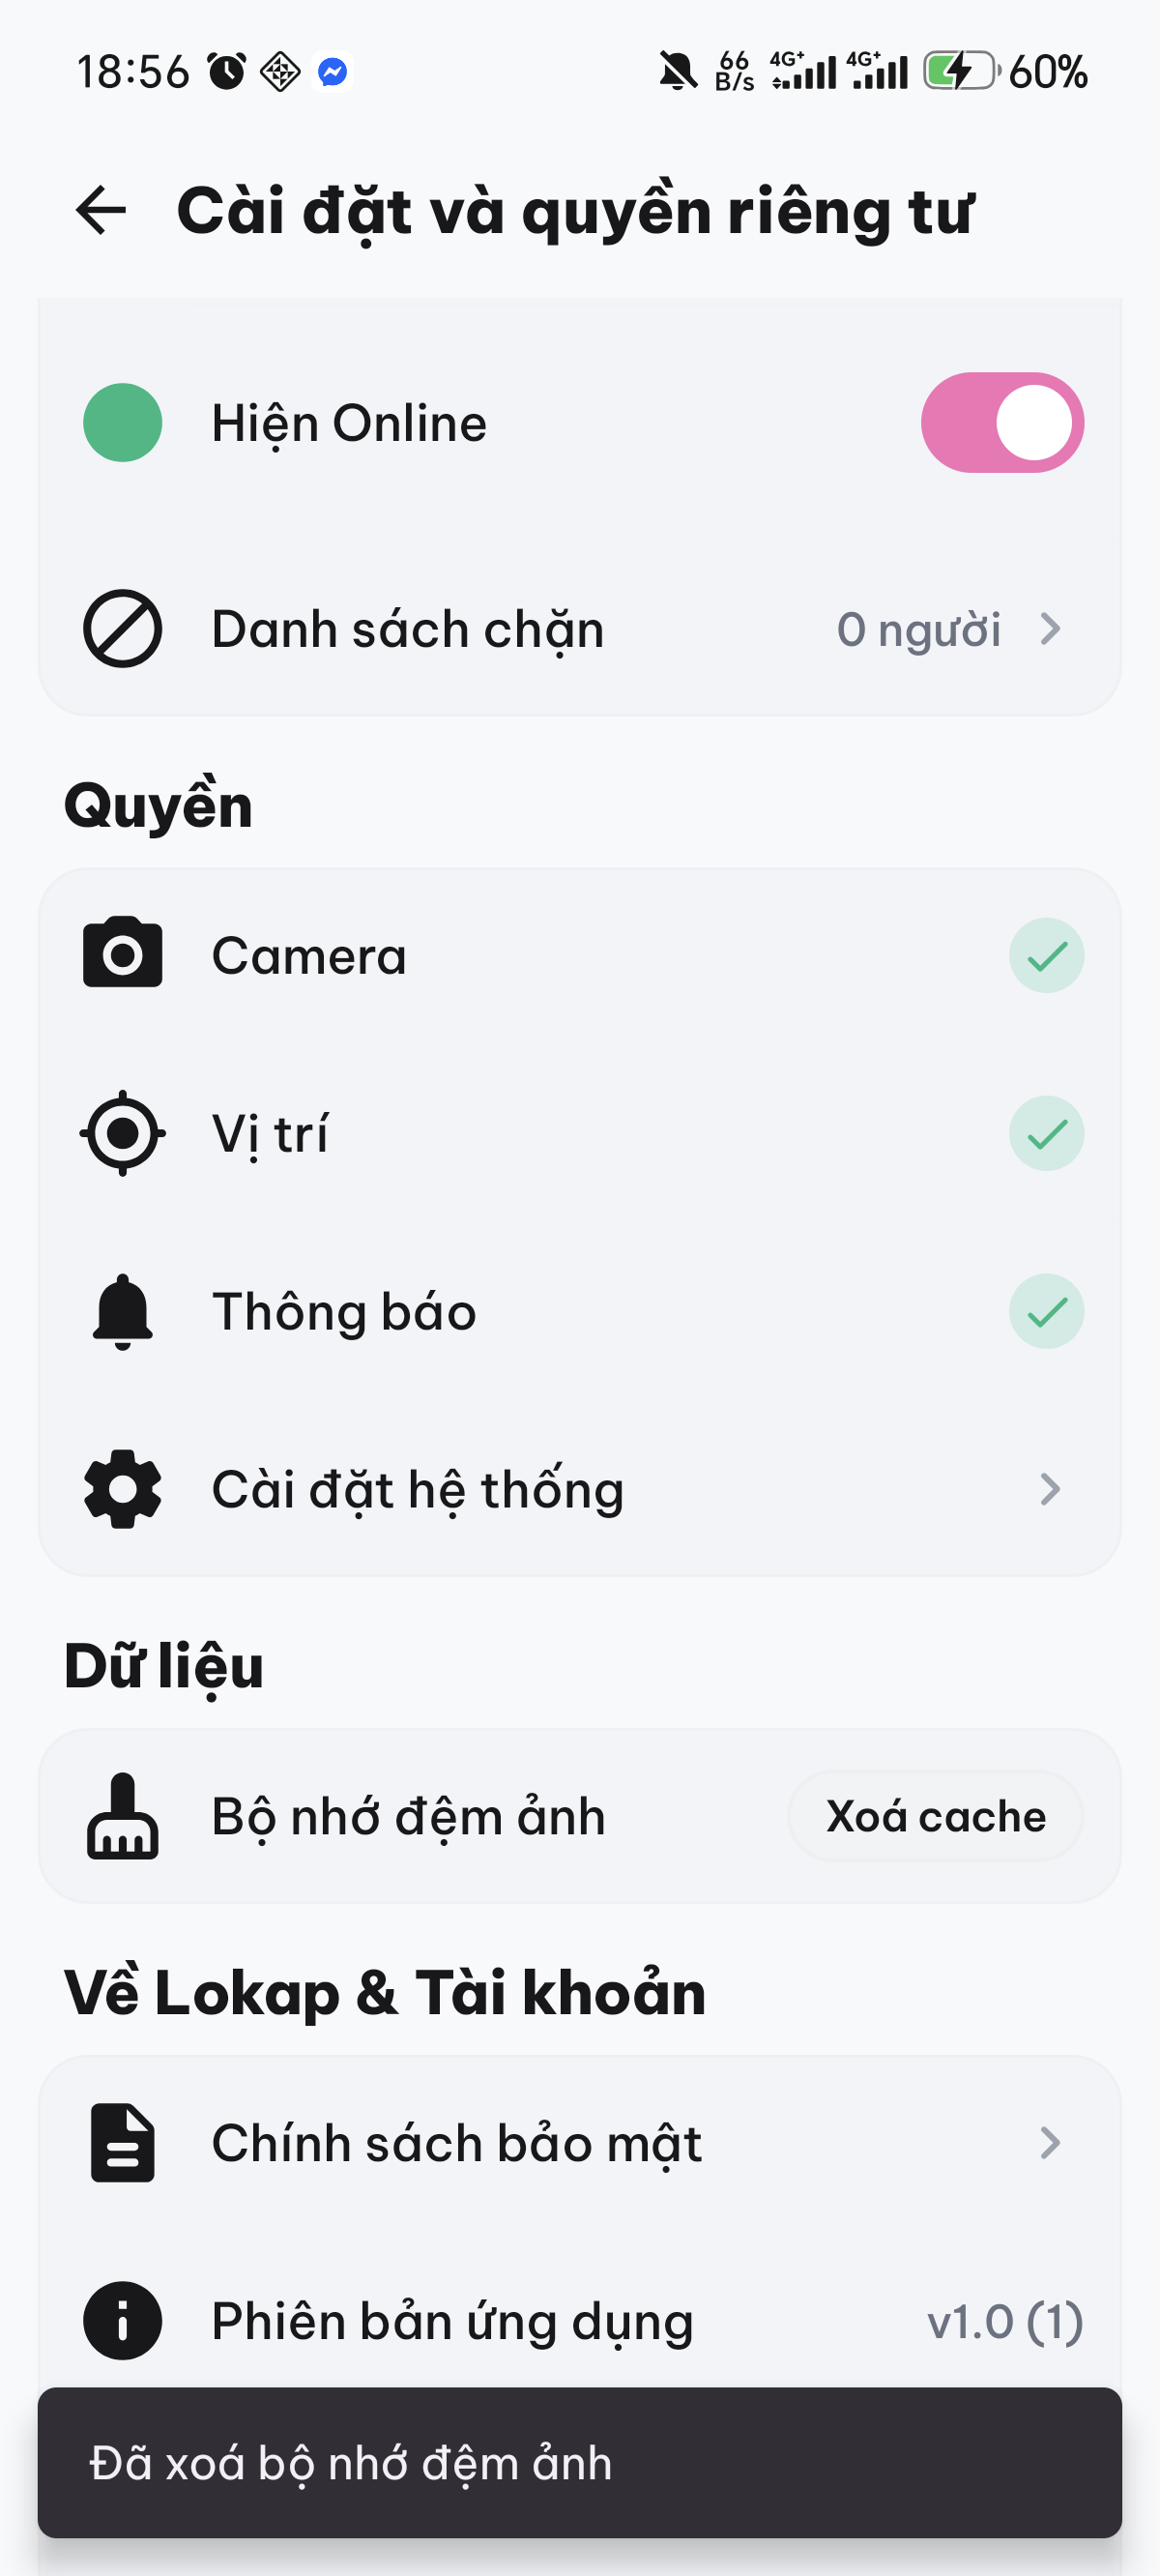 18:56 66 B/s 4G+ 4G+ 60%
Cài đặt và quyền riêng tư
Hiện Online
Danh sách chặn 0 người
Quyền
Camera
Vị trí
Thông báo
Cài đặt hệ thống
Dữ liệu
Bộ nhớ đệm ảnh Xoá cache
Về Lokap & Tài khoản
Chính sách bảo mật
Phiên bản ứng dụng v1.0 (1)
Đã xoá bộ nhớ đệm ảnh